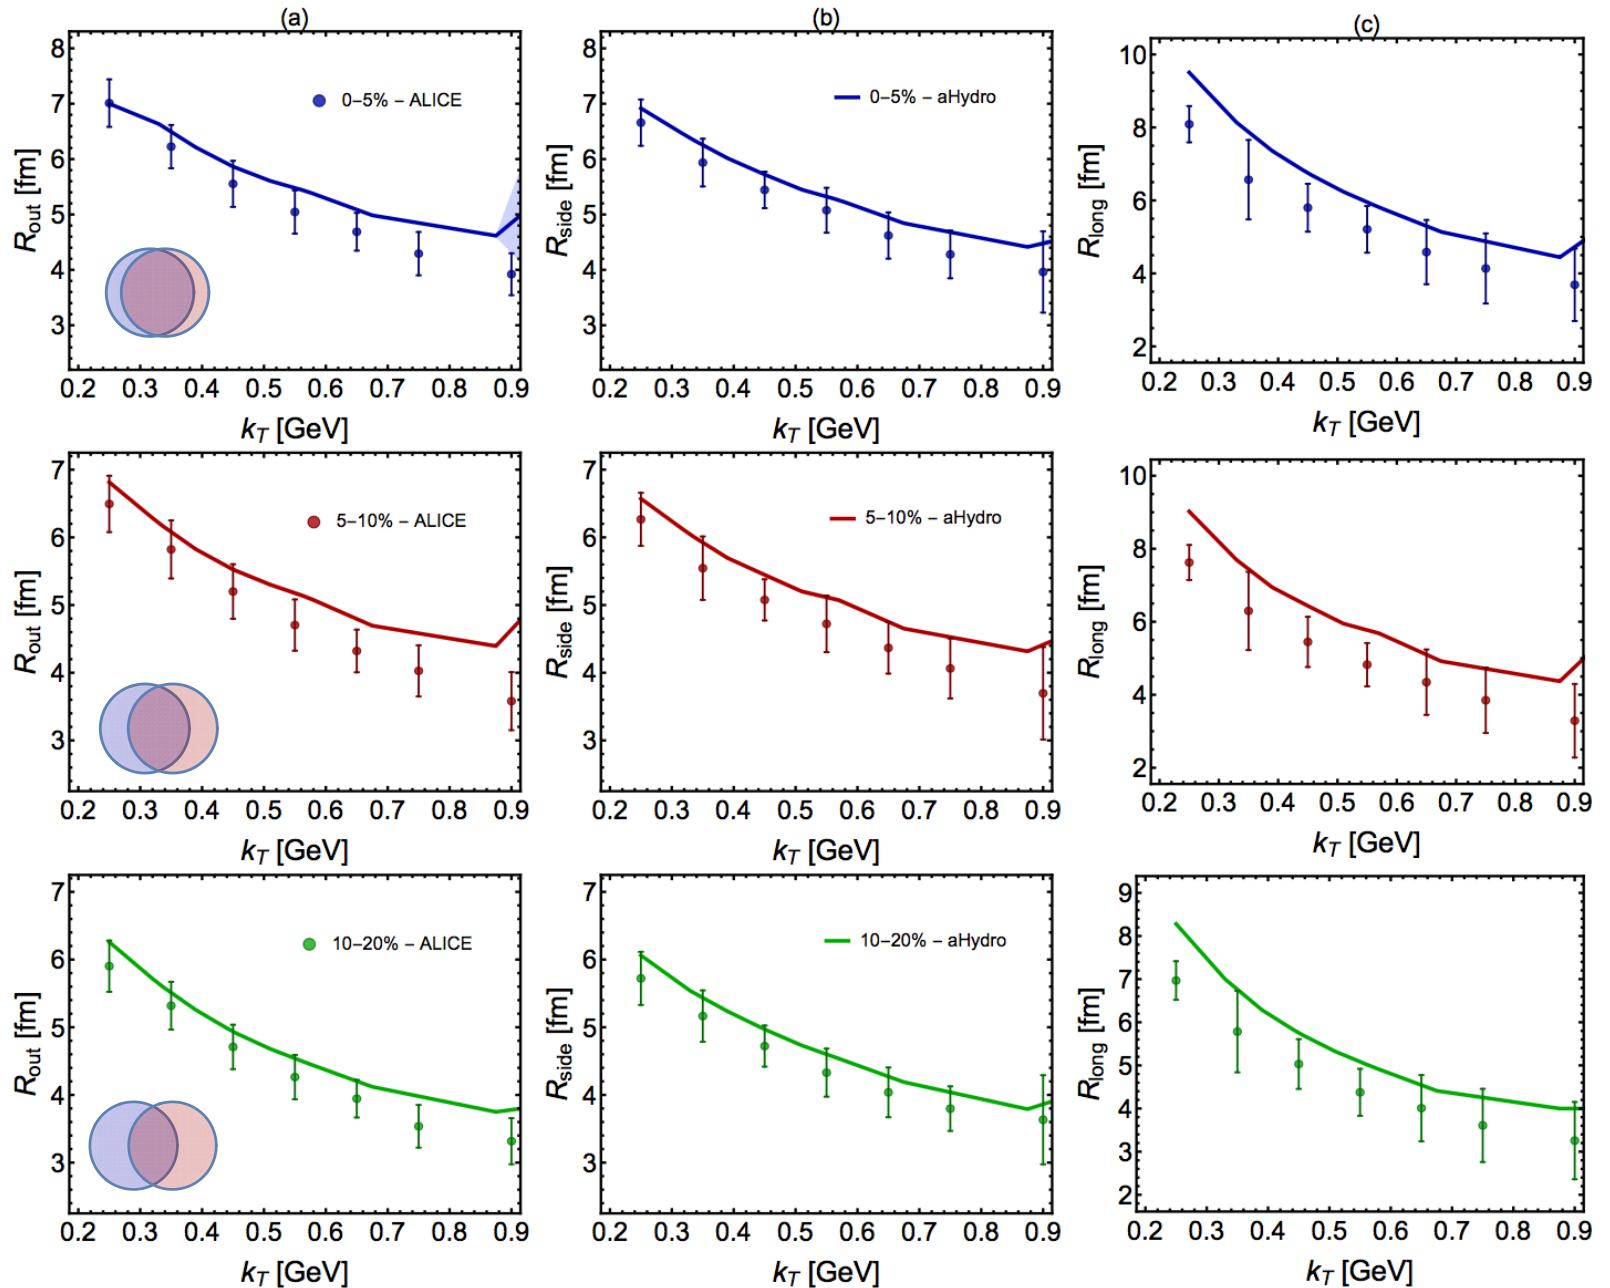 (a)
(b)
(c)
8
7
6
5
4
3
R_out [fm]
0–5% – ALICE
0.2 0.3 0.4 0.5 0.6 0.7 0.8 0.9
k_T [GeV]
8
7
6
5
4
3
R_side [fm]
0–5% – aHydro
0.2 0.3 0.4 0.5 0.6 0.7 0.8 0.9
k_T [GeV]
10
8
6
4
2
R_long [fm]
0.2 0.3 0.4 0.5 0.6 0.7 0.8 0.9
k_T [GeV]
7
6
5
4
3
R_out [fm]
5–10% – ALICE
0.2 0.3 0.4 0.5 0.6 0.7 0.8 0.9
k_T [GeV]
7
6
5
4
3
R_side [fm]
5–10% – aHydro
0.2 0.3 0.4 0.5 0.6 0.7 0.8 0.9
k_T [GeV]
10
8
6
4
2
R_long [fm]
0.2 0.3 0.4 0.5 0.6 0.7 0.8 0.9
k_T [GeV]
7
6
5
4
3
R_out [fm]
10–20% – ALICE
0.2 0.3 0.4 0.5 0.6 0.7 0.8 0.9
k_T [GeV]
7
6
5
4
3
R_side [fm]
10–20% – aHydro
0.2 0.3 0.4 0.5 0.6 0.7 0.8 0.9
k_T [GeV]
9
8
7
6
5
4
3
2
R_long [fm]
0.2 0.3 0.4 0.5 0.6 0.7 0.8 0.9
k_T [GeV]